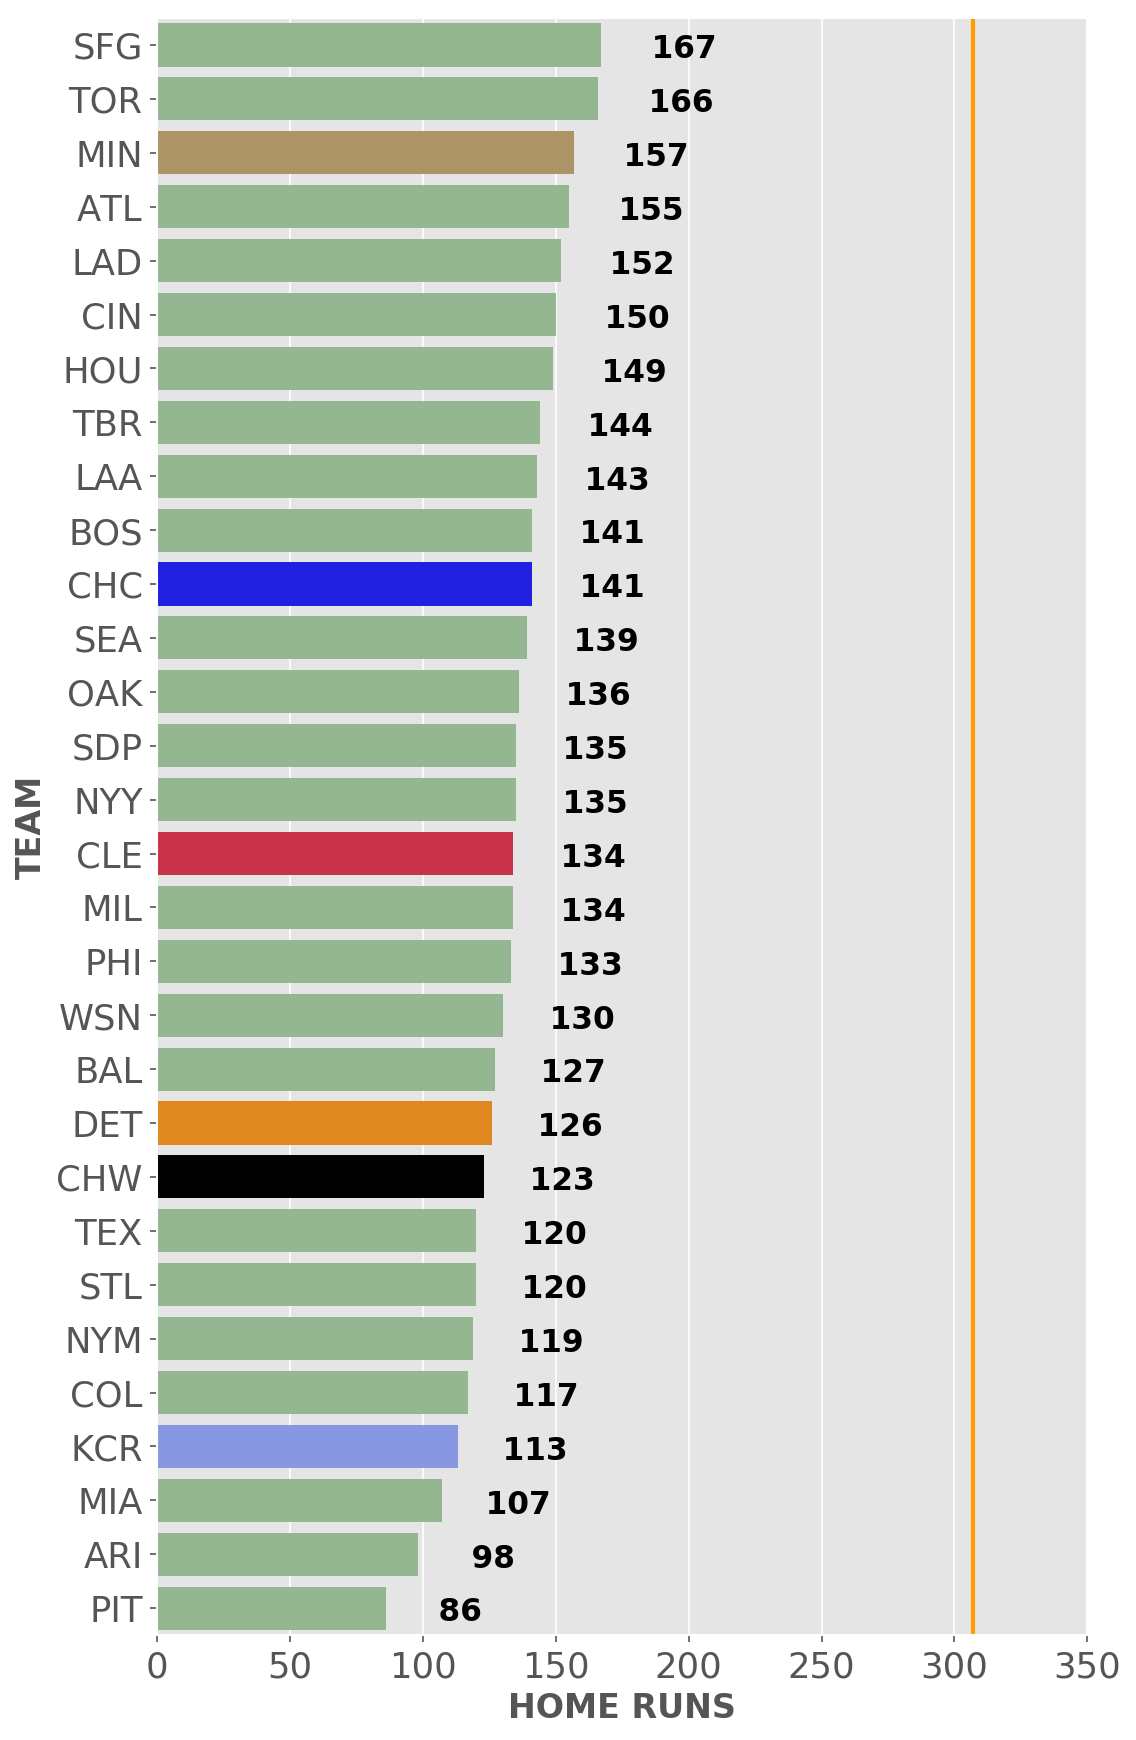 SFG 167
TOR 166
MIN 157
ATL 155
LAD 152
CIN 150
HOU 149
TBR 144
LAA 143
BOS 141
CHC 141
SEA 139
OAK 136
SDP 135
NYY 135
CLE 134
MIL 134
PHI 133
WSN 130
BAL 127
DET 126
CHW 123
TEX 120
STL 120
NYM 119
COL 117
KCR 113
MIA 107
ARI 98
PIT 86
TEAM
0 50 100 150 200 250 300 350
HOME RUNS